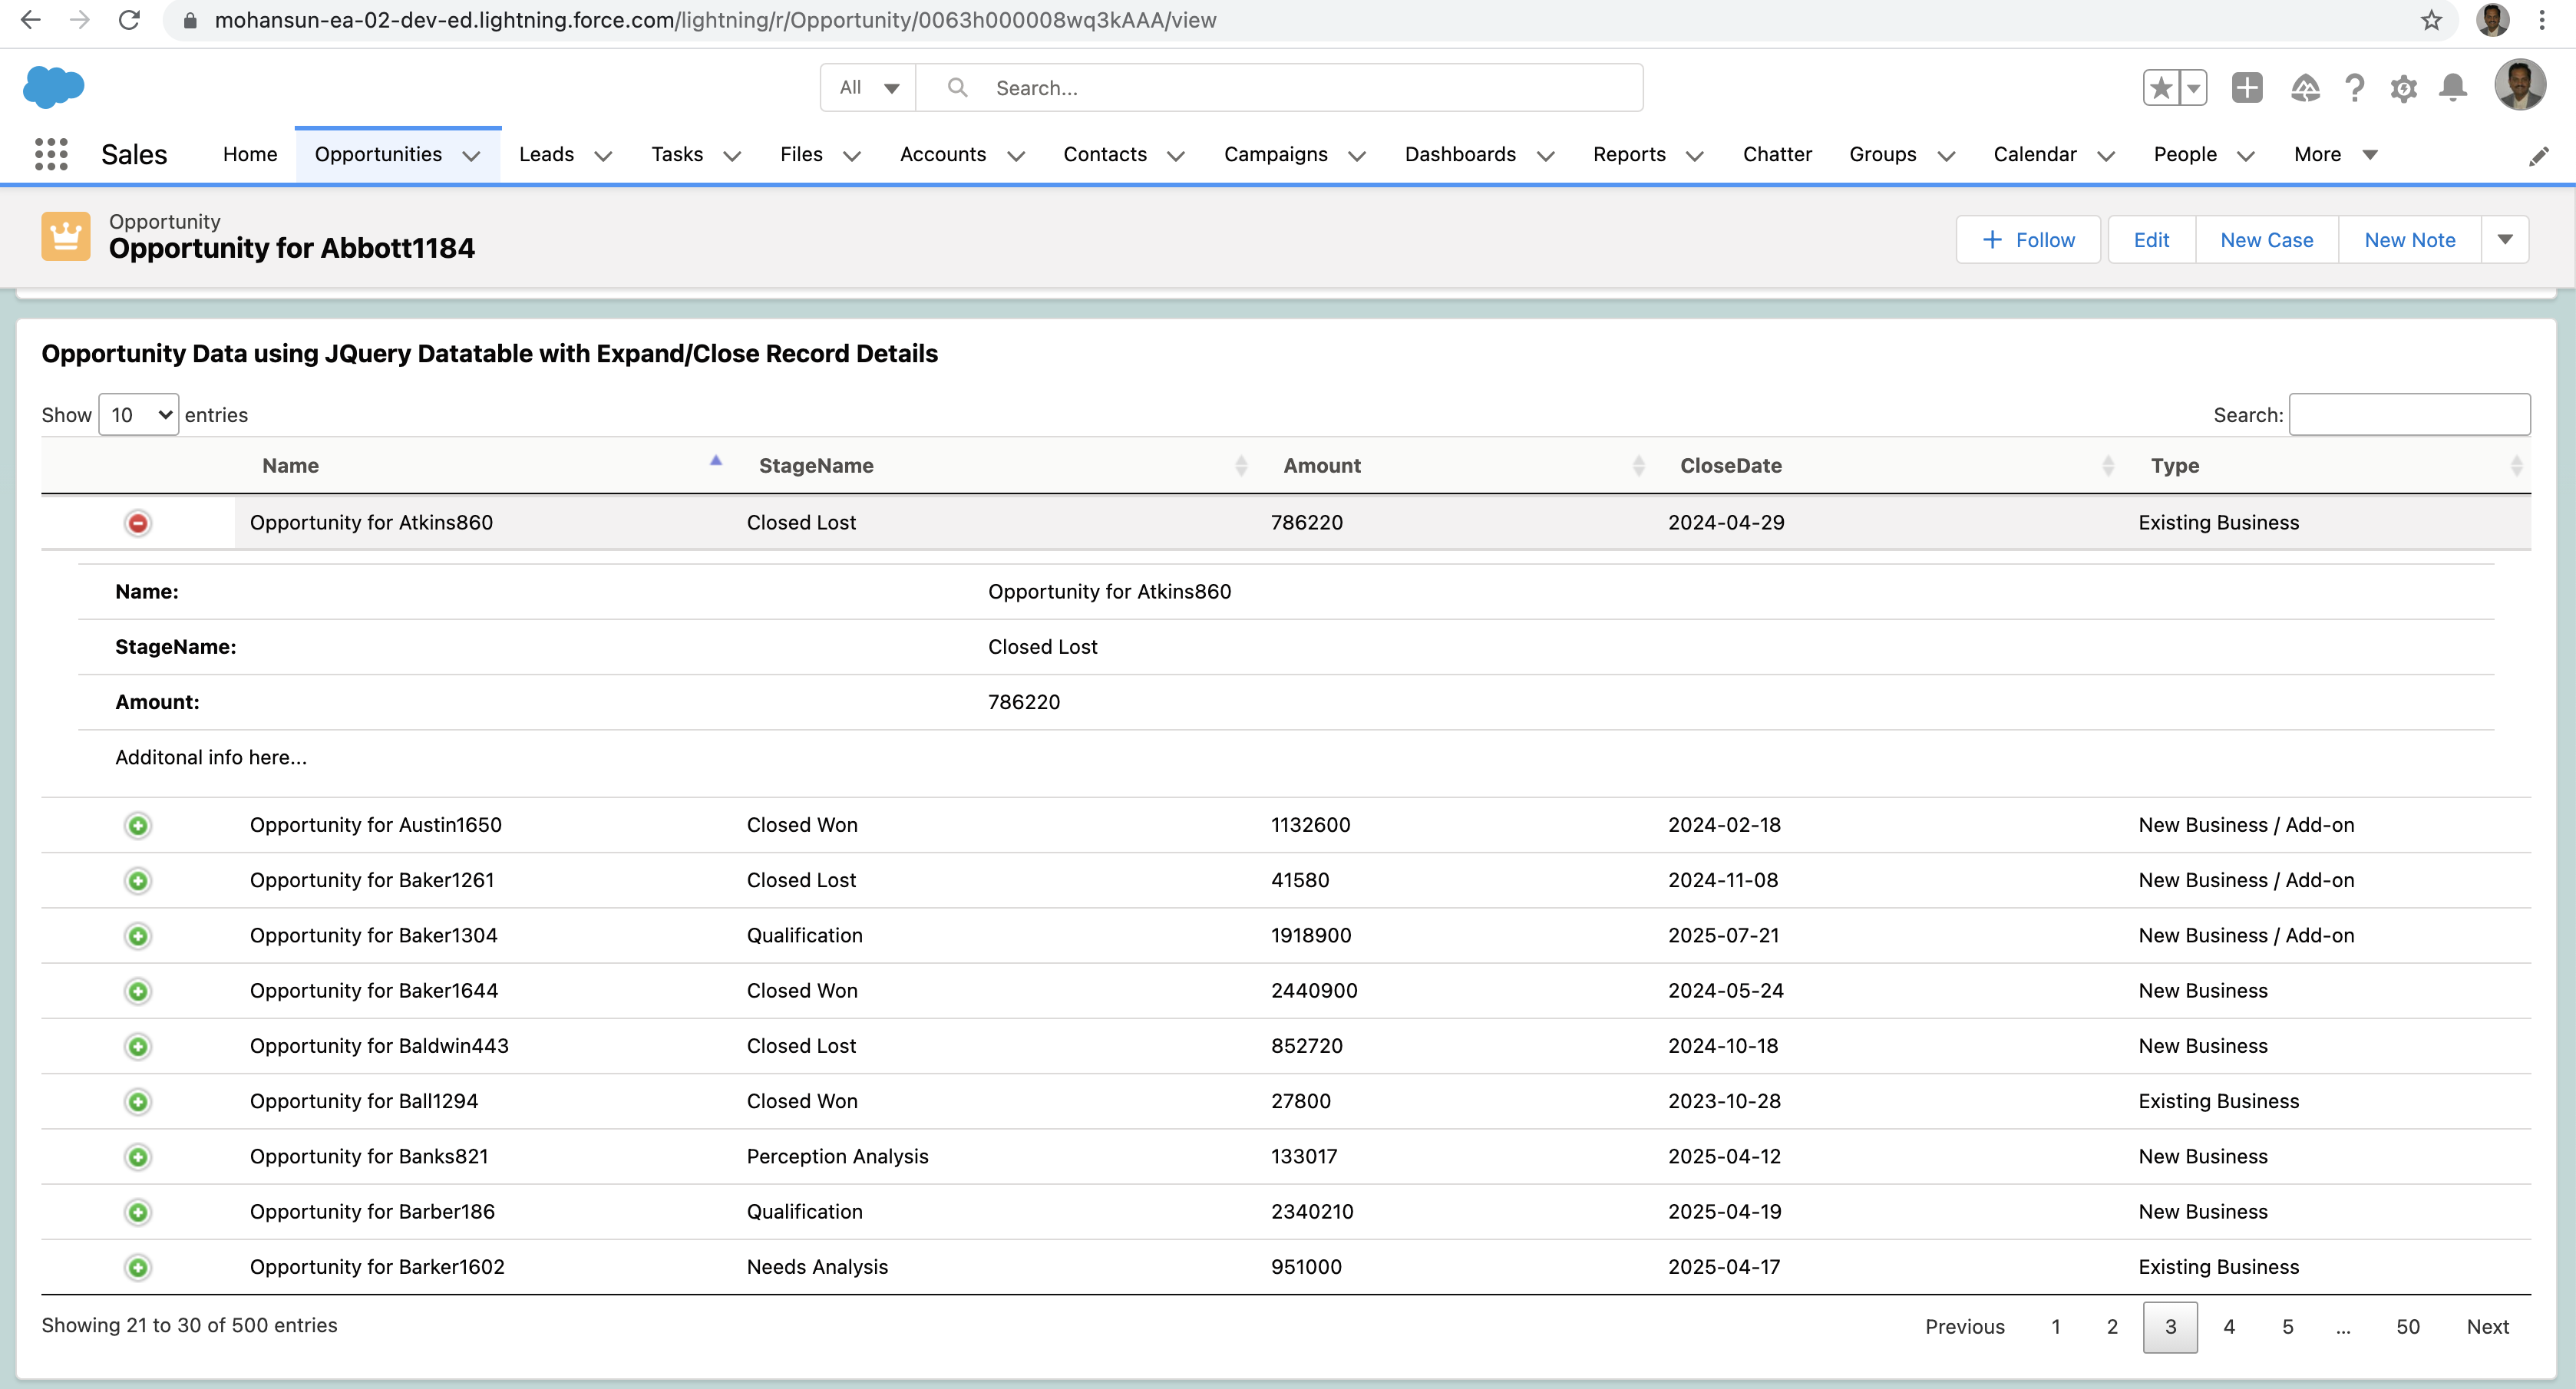 mohansun-ea-02-dev-ed.lightning.force.com/lightning/r/Opportunity/0063h000008wq3kAAA/view
All Search...
Sales Home Opportunities Leads Tasks Files Accounts Contacts Campaigns Dashboards Reports Chatter Groups Calendar People More
Opportunity
Opportunity for Abbott1184
Follow Edit New Case New Note
Opportunity Data using JQuery Datatable with Expand/Close Record Details
Show 10 entries Search:
Name StageName Amount CloseDate Type
Opportunity for Atkins860 Closed Lost 786220 2024-04-29 Existing Business
Name: Opportunity for Atkins860
StageName: Closed Lost
Amount: 786220
Additonal info here...
Opportunity for Austin1650 Closed Won 1132600 2024-02-18 New Business / Add-on
Opportunity for Baker1261 Closed Lost 41580 2024-11-08 New Business / Add-on
Opportunity for Baker1304 Qualification 1918900 2025-07-21 New Business / Add-on
Opportunity for Baker1644 Closed Won 2440900 2024-05-24 New Business
Opportunity for Baldwin443 Closed Lost 852720 2024-10-18 New Business
Opportunity for Ball1294 Closed Won 27800 2023-10-28 Existing Business
Opportunity for Banks821 Perception Analysis 133017 2025-04-12 New Business
Opportunity for Barber186 Qualification 2340210 2025-04-19 New Business
Opportunity for Barker1602 Needs Analysis 951000 2025-04-17 Existing Business
Showing 21 to 30 of 500 entries Previous 1 2 3 4 5 ... 50 Next